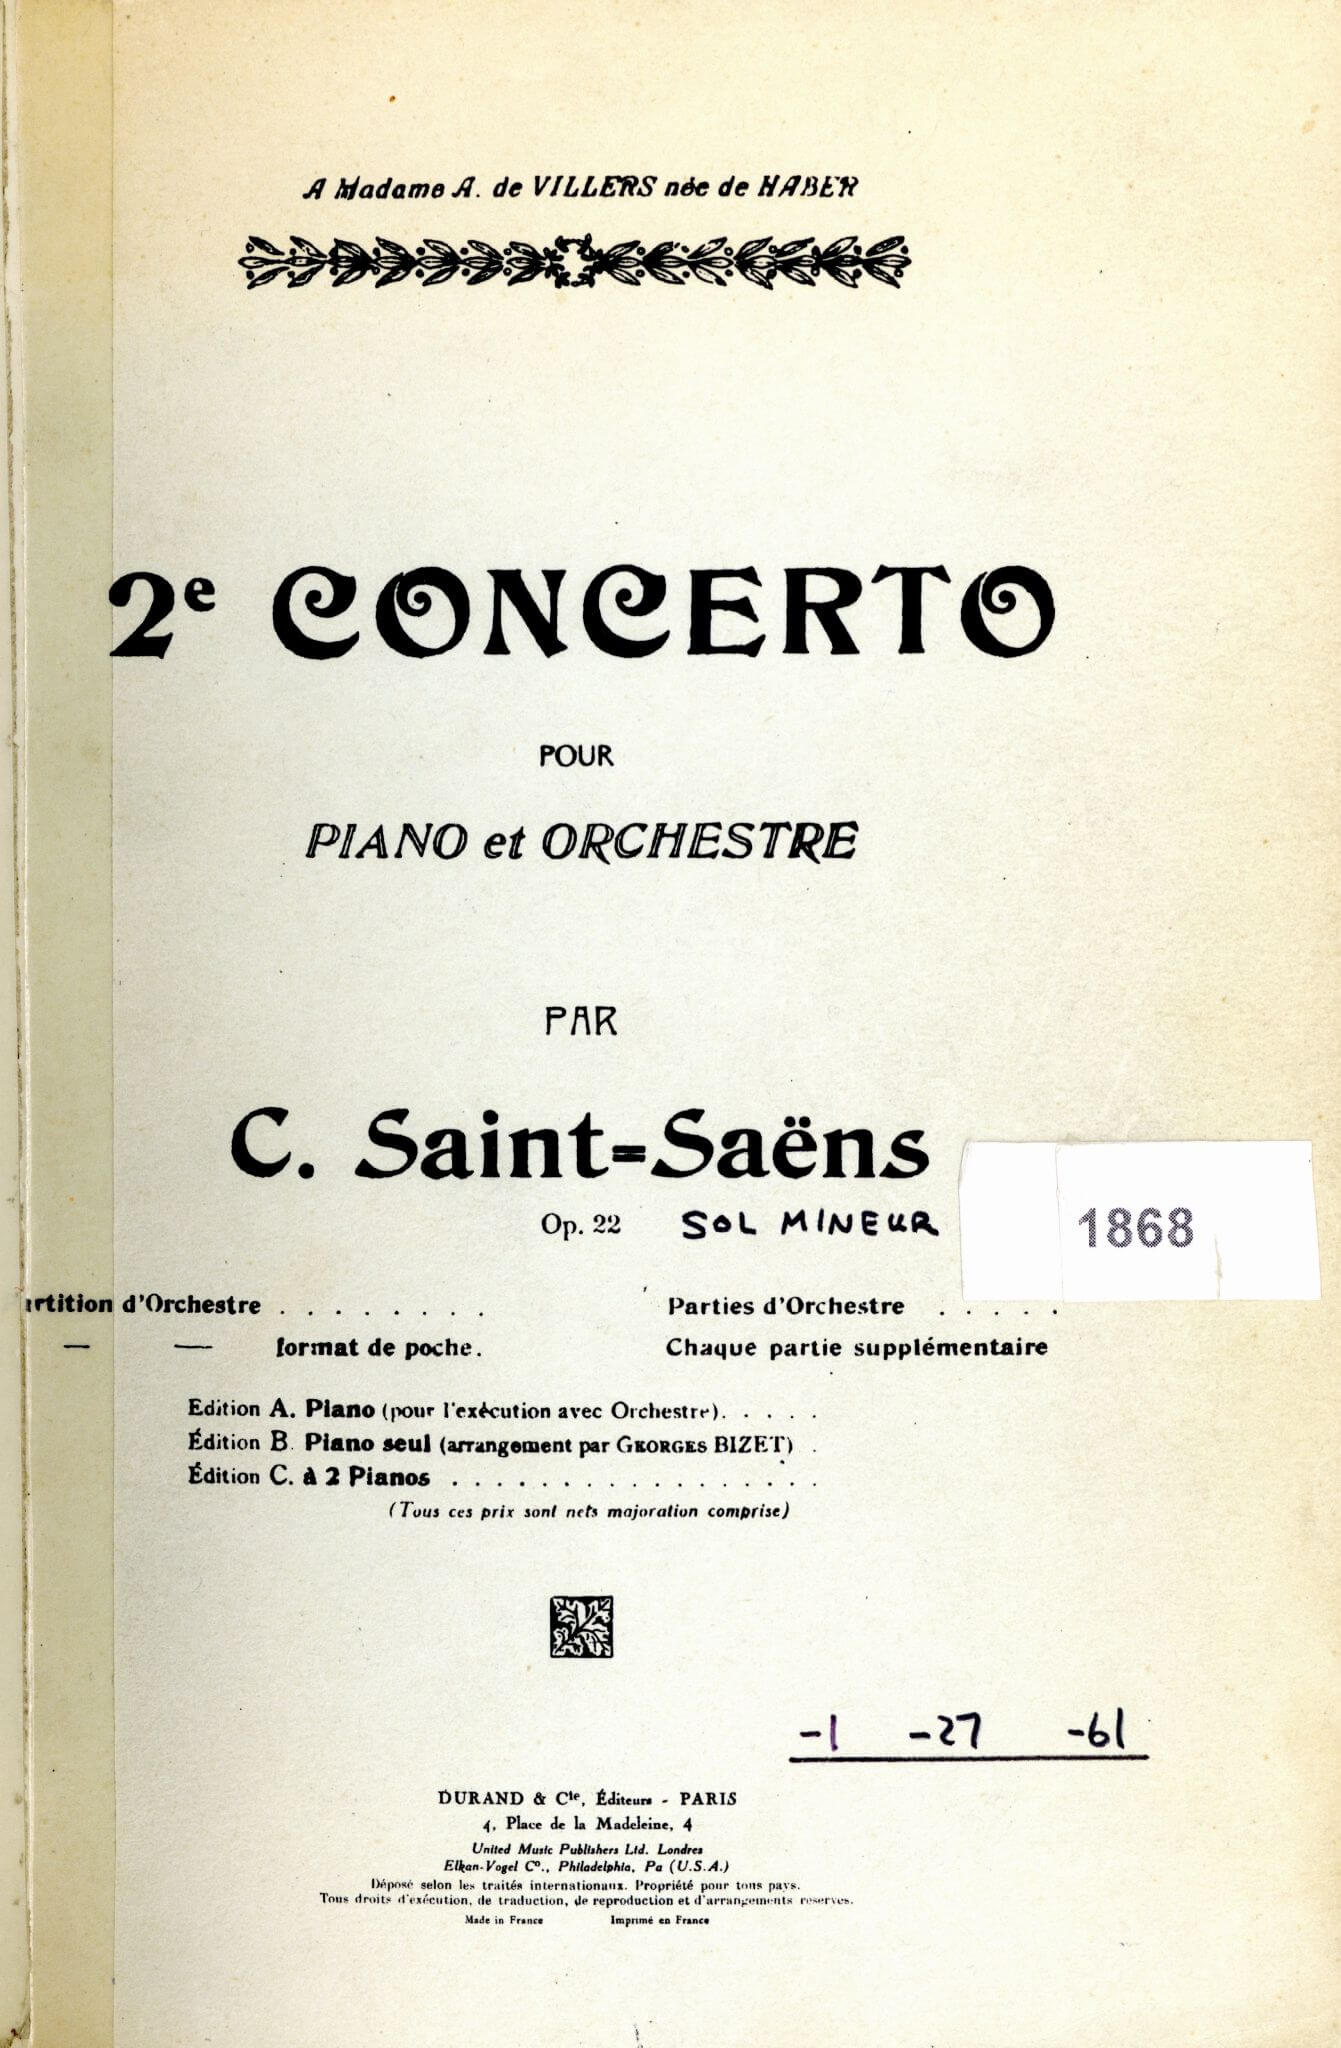 A Madame A. de VILLERS née de HABER
2e CONCERTO
POUR
PIANO et ORCHESTRE
PAR
C. Saint=Saëns
Op. 22 SOL MINEUR
1868
artition d'Orchestre . . . . . . . .
— — format de poche.
Parties d'Orchestre . . . . .
Chaque partie supplémentaire
Edition A. Piano (pour l'exécution avec Orchestre). . . . .
Édition B. Piano seul (arrangement par GEORGES BIZET) .
Édition C. à 2 Pianos . . . . . . . . . . . . . .
(Tous ces prix sont nets majoration comprise)
-1 -27 -61
DURAND & Cie, Éditeurs - PARIS
4, Place de la Madeleine, 4
United Music Publishers Ltd. Londres
Elkan-Vogel Co., Philadelphia, Pa (U.S.A.)
Déposé selon les traités internationaux. Propriété pour tous pays.
Tous droits d'exécution, de traduction, de reproduction et d'arrangements reserves.
Made in France Imprimé en France